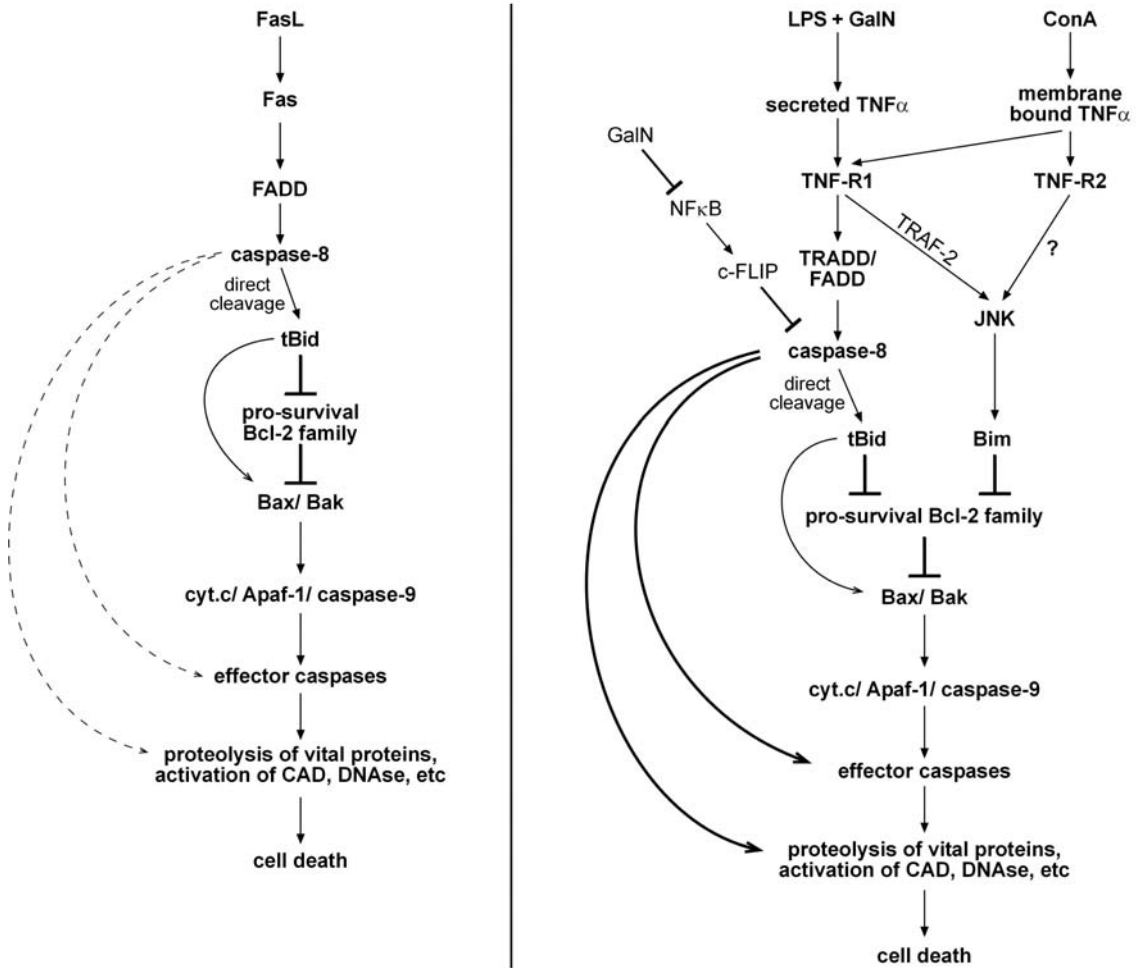 FasL
Fas
FADD
caspase-8
direct
cleavage
tBid
pro-survival
Bcl-2 family
Bax/ Bak
cyt.c/ Apaf-1/ caspase-9
effector caspases
proteolysis of vital proteins,
activation of CAD, DNAse, etc
cell death
LPS + GalN
ConA
secreted TNFα
membrane
bound TNFα
GalN
TNF-R1
TNF-R2
NFκB
TRAF-2
?
c-FLIP
TRADD/
FADD
JNK
caspase-8
direct
cleavage
tBid
Bim
pro-survival Bcl-2 family
Bax/ Bak
cyt.c/ Apaf-1/ caspase-9
effector caspases
proteolysis of vital proteins,
activation of CAD, DNAse, etc
cell death